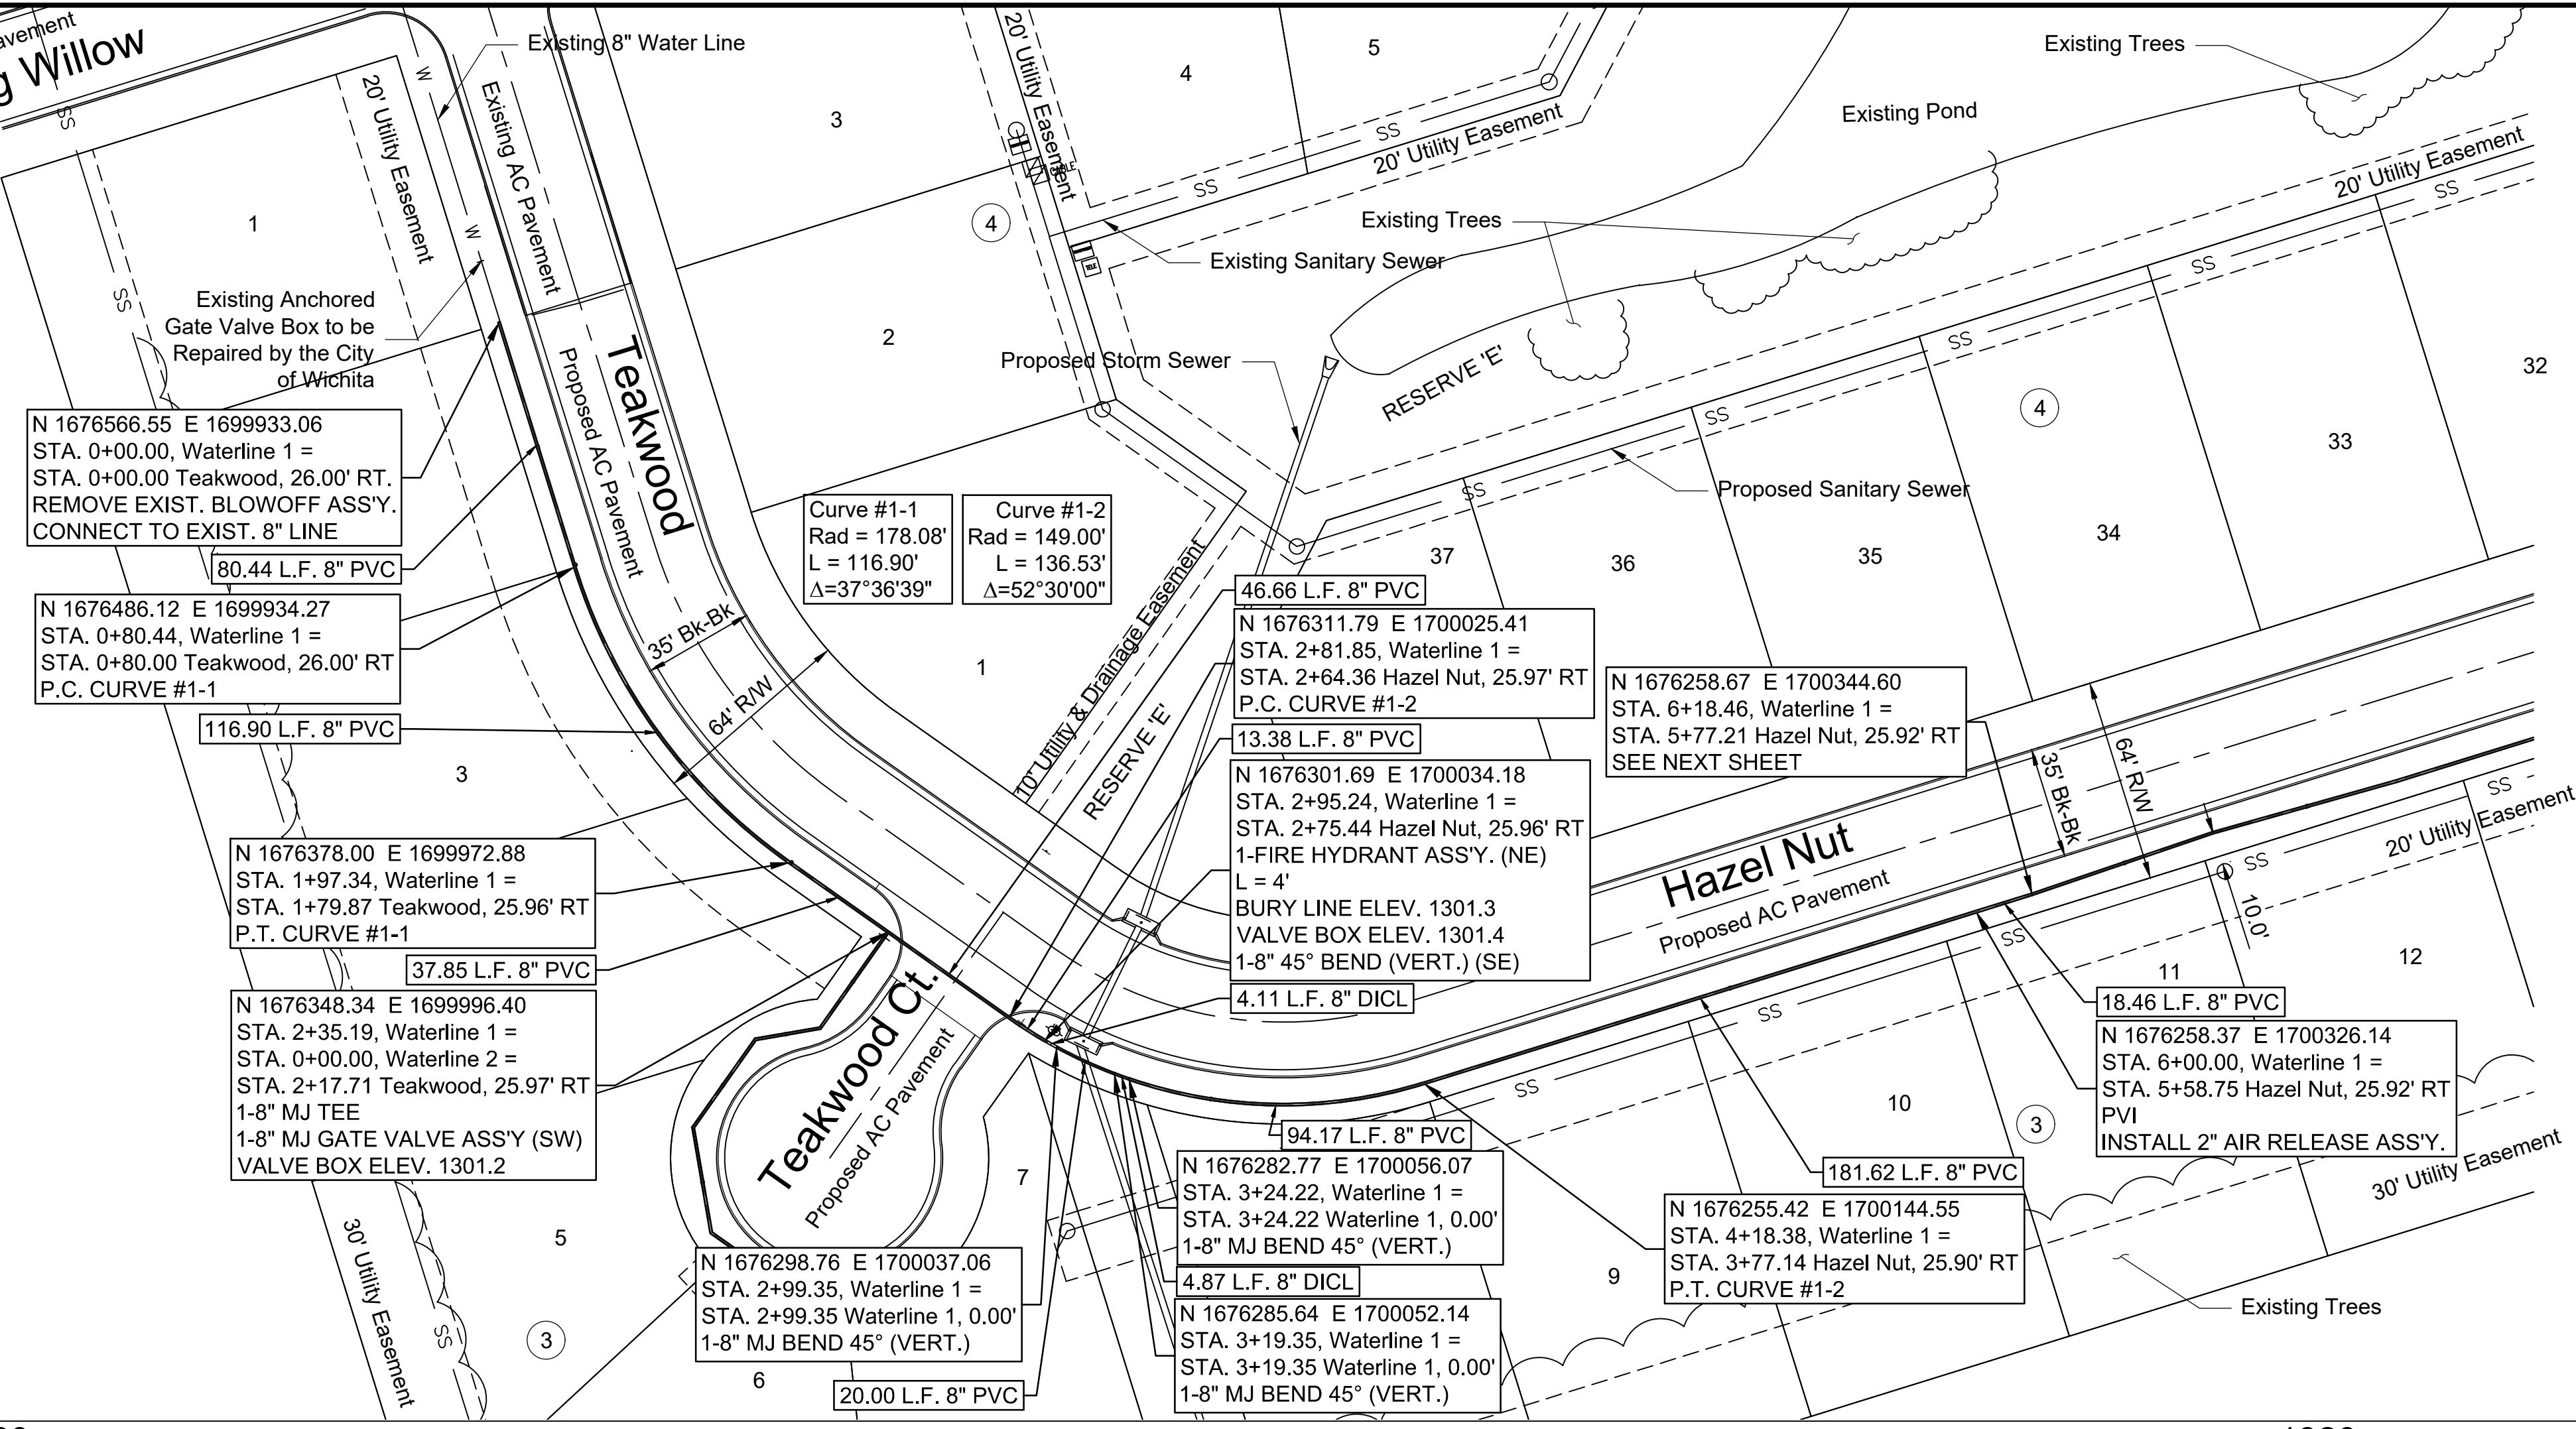 avement
g Willow
SS
Existing 8" Water Line
W
20' Utility Easement
Existing AC Pavement
3
20' Utility Easement
4
5
SS
20' Utility Easement
SS
Existing Trees
Existing Pond
20' Utility Easement
SS
1
W
SS
4
TELE
Existing Trees
Existing Sanitary Sewer
SS
Existing Anchored
Gate Valve Box to be
Repaired by the City
of Wichita
2
Teakwood
Proposed AC Pavement
Proposed Storm Sewer
RESERVE 'E'
SS
SS
4
32
33
N 1676566.55 E 1699933.06
STA. 0+00.00, Waterline 1 =
STA. 0+00.00 Teakwood, 26.00' RT.
REMOVE EXIST. BLOWOFF ASS'Y.
CONNECT TO EXIST. 8" LINE
80.44 L.F. 8" PVC
Curve #1-1
Rad = 178.08'
L = 116.90'
Δ=37°36'39"
Curve #1-2
Rad = 149.00'
L = 136.53'
Δ=52°30'00"
SS
Proposed Sanitary Sewer
37
36
35
34
N 1676486.12 E 1699934.27
STA. 0+80.44, Waterline 1 =
STA. 0+80.00 Teakwood, 26.00' RT
P.C. CURVE #1-1
116.90 L.F. 8" PVC
35' Bk-Bk
64' R/W
1
10' Utility & Drainage Easement
RESERVE 'E'
46.66 L.F. 8" PVC
N 1676311.79 E 1700025.41
STA. 2+81.85, Waterline 1 =
STA. 2+64.36 Hazel Nut, 25.97' RT
P.C. CURVE #1-2
13.38 L.F. 8" PVC
N 1676258.67 E 1700344.60
STA. 6+18.46, Waterline 1 =
STA. 5+77.21 Hazel Nut, 25.92' RT
SEE NEXT SHEET
35' Bk-Bk
64' R/W
SS
20' Utility Easement
3
N 1676301.69 E 1700034.18
STA. 2+95.24, Waterline 1 =
STA. 2+75.44 Hazel Nut, 25.96' RT
1-FIRE HYDRANT ASS'Y. (NE)
L = 4'
BURY LINE ELEV. 1301.3
VALVE BOX ELEV. 1301.4
1-8" 45° BEND (VERT.) (SE)
4.11 L.F. 8" DICL
Hazel Nut
Proposed AC Pavement
SS
SS
10.0'
11
12
N 1676378.00 E 1699972.88
STA. 1+97.34, Waterline 1 =
STA. 1+79.87 Teakwood, 25.96' RT
P.T. CURVE #1-1
37.85 L.F. 8" PVC
N 1676348.34 E 1699996.40
STA. 2+35.19, Waterline 1 =
STA. 0+00.00, Waterline 2 =
STA. 2+17.71 Teakwood, 25.97' RT
1-8" MJ TEE
1-8" MJ GATE VALVE ASS'Y (SW)
VALVE BOX ELEV. 1301.2
Teakwood Ct.
Proposed AC Pavement
7
SS
SS
18.46 L.F. 8" PVC
N 1676258.37 E 1700326.14
STA. 6+00.00, Waterline 1 =
STA. 5+58.75 Hazel Nut, 25.92' RT
PVI
INSTALL 2" AIR RELEASE ASS'Y.
94.17 L.F. 8" PVC
N 1676282.77 E 1700056.07
STA. 3+24.22, Waterline 1 =
STA. 3+24.22 Waterline 1, 0.00'
1-8" MJ BEND 45° (VERT.)
4.87 L.F. 8" DICL
N 1676285.64 E 1700052.14
STA. 3+19.35, Waterline 1 =
STA. 3+19.35 Waterline 1, 0.00'
1-8" MJ BEND 45° (VERT.)
10
3
181.62 L.F. 8" PVC
N 1676255.42 E 1700144.55
STA. 4+18.38, Waterline 1 =
STA. 3+77.14 Hazel Nut, 25.90' RT
P.T. CURVE #1-2
30' Utility Easement
9
Existing Trees
5
30' Utility Easement
SS
3
N 1676298.76 E 1700037.06
STA. 2+99.35, Waterline 1 =
STA. 2+99.35 Waterline 1, 0.00'
1-8" MJ BEND 45° (VERT.)
6
20.00 L.F. 8" PVC